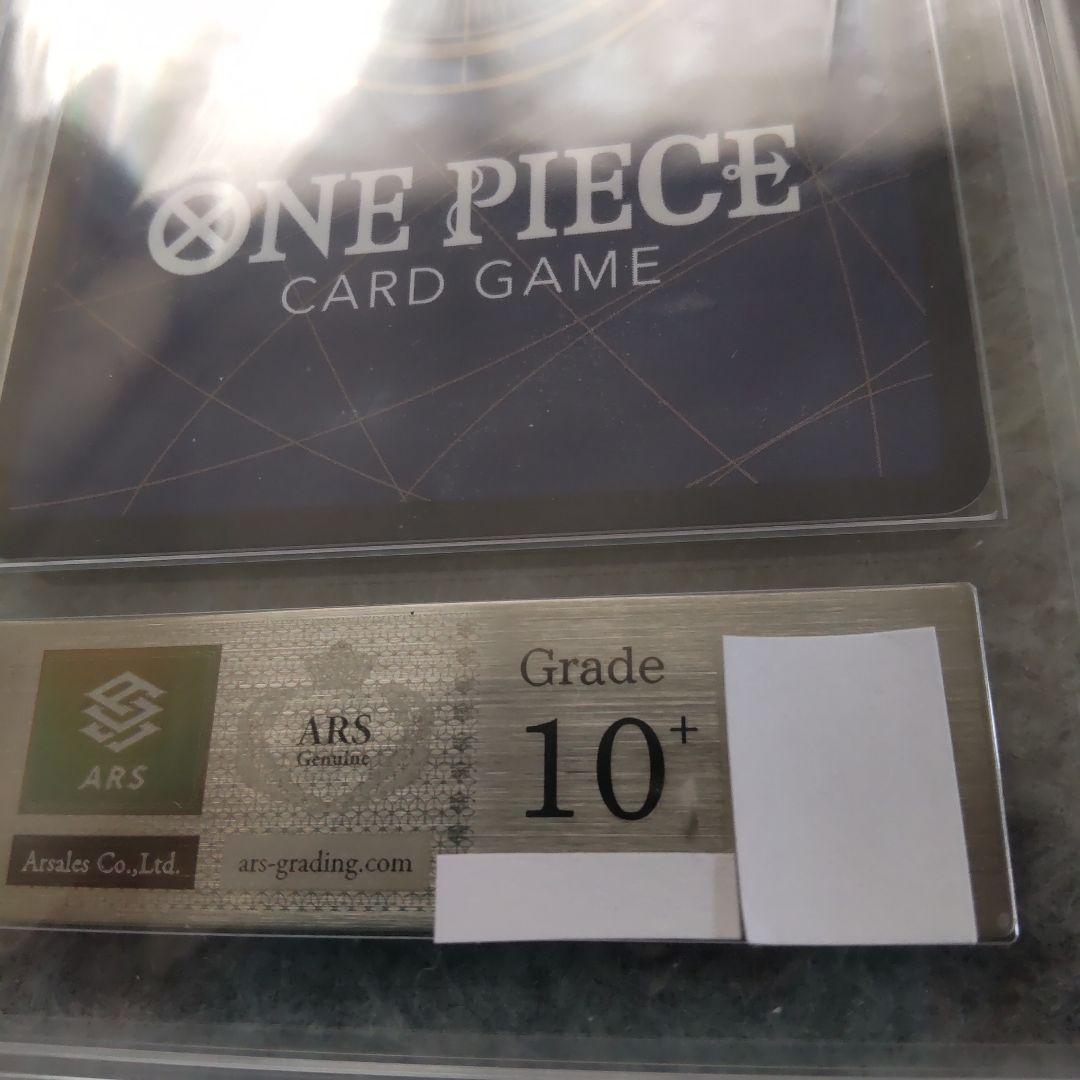 ONE PIECE
CARD GAME
ARS
Arsales Co.,Ltd.
ARS
Genuine
ars-grading.com
Grade
10+